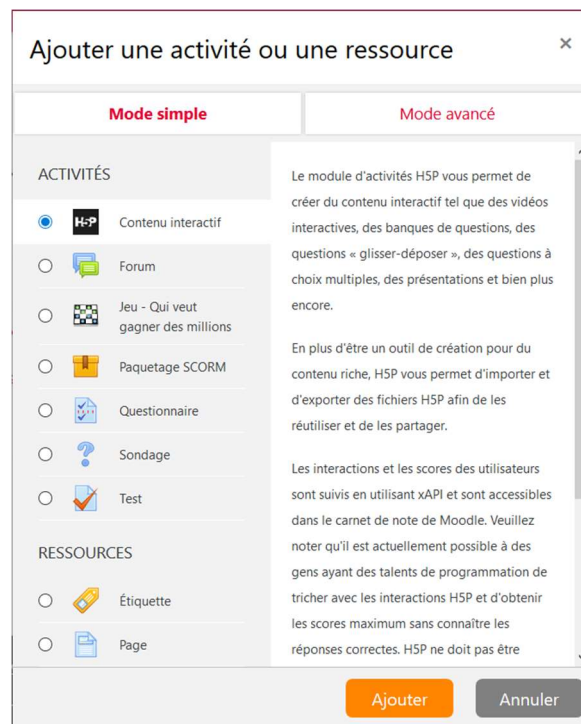 Ajouter une activité ou une ressource
×
Mode simple
Mode avancé
ACTIVITÉS
H5P Contenu interactif
Forum
Jeu - Qui veut
gagner des millions
Paquetage SCORM
Questionnaire
Sondage
Test
RESSOURCES
Étiquette
Page
Le module d'activités H5P vous permet de
créer du contenu interactif tel que des vidéos
interactives, des banques de questions, des
questions « glisser-déposer », des questions à
choix multiples, des présentations et bien plus
encore.
En plus d'être un outil de création pour du
contenu riche, H5P vous permet d'importer et
d'exporter des fichiers H5P afin de les
réutiliser et de les partager.
Les interactions et les scores des utilisateurs
sont suivis en utilisant xAPI et sont accessibles
dans le carnet de note de Moodle. Veuillez
noter qu'il est actuellement possible à des
gens ayant des talents de programmation de
tricher avec les interactions H5P et d'obtenir
les scores maximum sans connaître les
réponses correctes. H5P ne doit pas être
Ajouter
Annuler